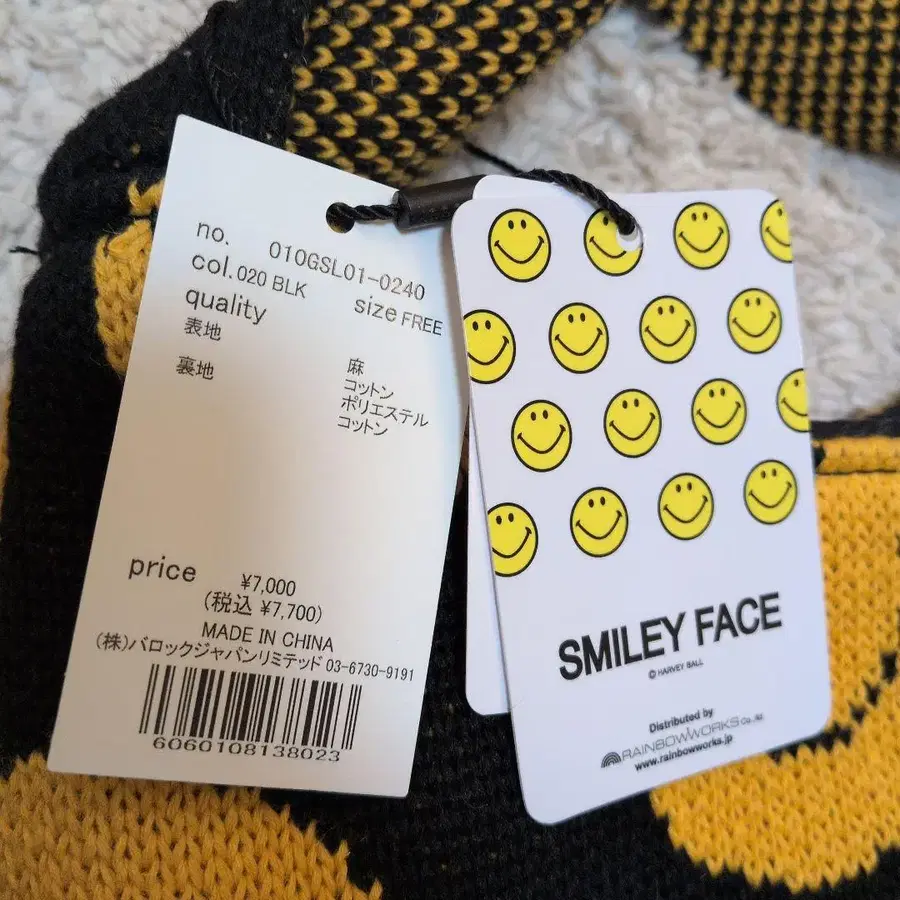 no. 010GSL01-0240
col. 020 BLK size FREE
quality
表地 麻
コットン
裏地 ポリエステル
コットン
price ¥7,000
(税込 ¥7,700)
MADE IN CHINA
(株)バロックジャパンリミテッド 03-6730-9191
6060108138023
SMILEY FACE
© HARVEY BALL
Distributed by
RAINBOWWORKS Co.,ltd
www.rainbowworks.jp